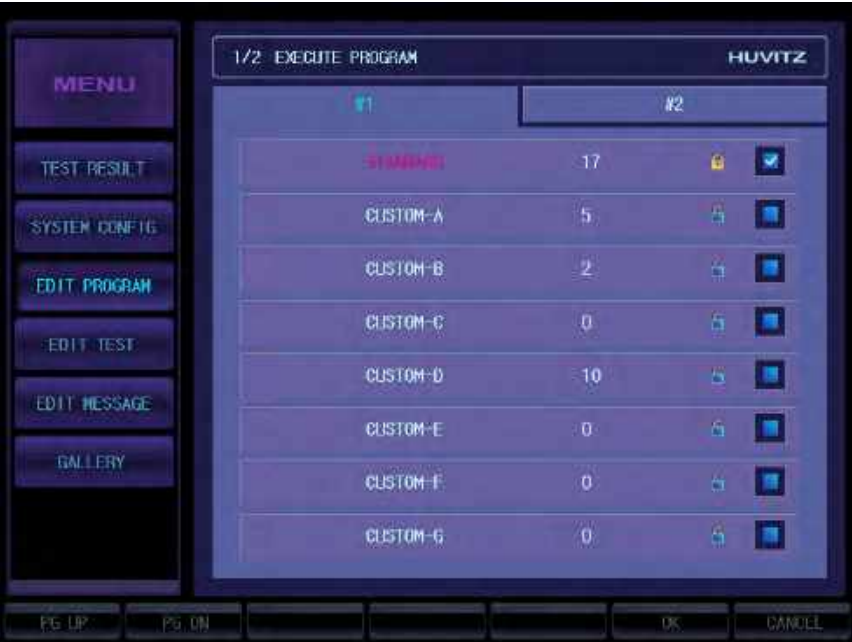 1/2 EXECUTE PROGRAM
HUVITZ
MENU
#1
#2
TEST RESULT
SYSTEM CONFIG
EDIT PROGRAM
EDIT TEST
EDIT MESSAGE
GALLERY
STANDARD 17
CUSTOM-A 5
CUSTOM-B 2
CUSTOM-C 0
CUSTOM-D 10
CUSTOM-E 0
CUSTOM-F 0
CUSTOM-G 0
PG UP PG DN OK CANCEL